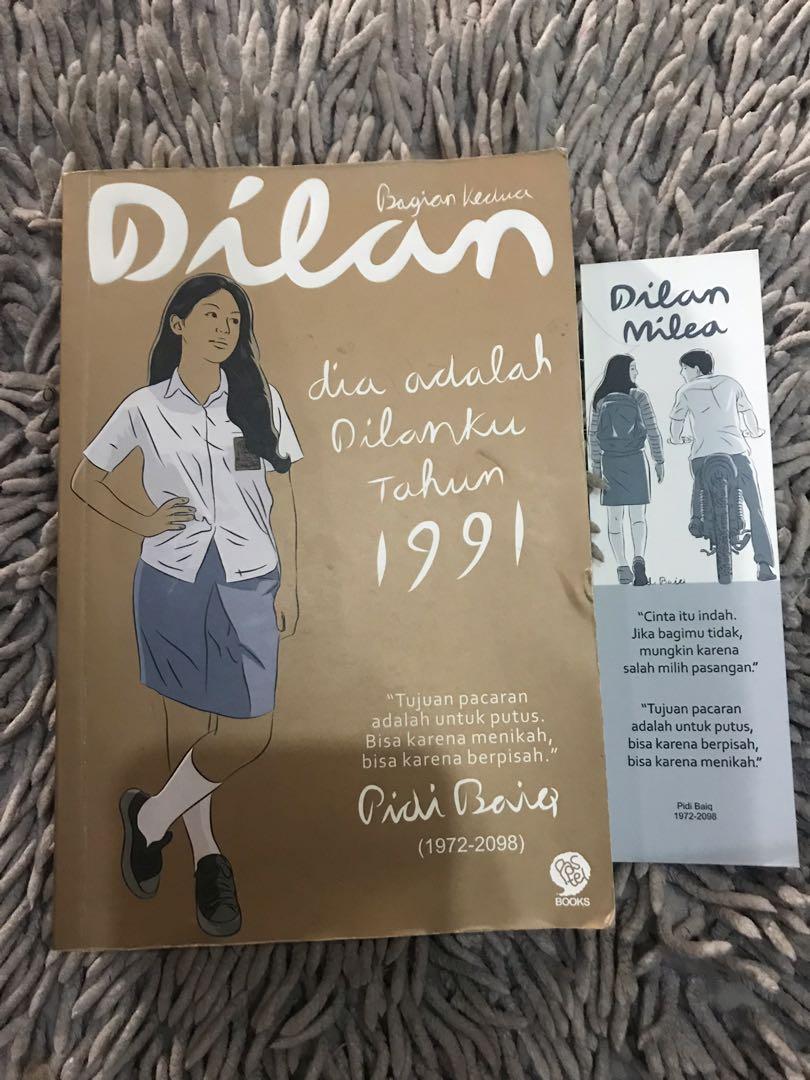 Bagian Kedua
Dilan
dia adalah
Dilanku
Tahun
1991
“Tujuan pacaran
adalah untuk putus.
Bisa karena menikah,
bisa karena berpisah.”
Pidi Baiq
(1972-2098)
Pastel
BOOKS
Dilan
Milea
Baiq
“Cinta itu indah.
Jika bagimu tidak,
mungkin karena
salah milih pasangan.”
“Tujuan pacaran
adalah untuk putus,
bisa karena berpisah,
bisa karena menikah.”
Pidi Baiq
1972-2098